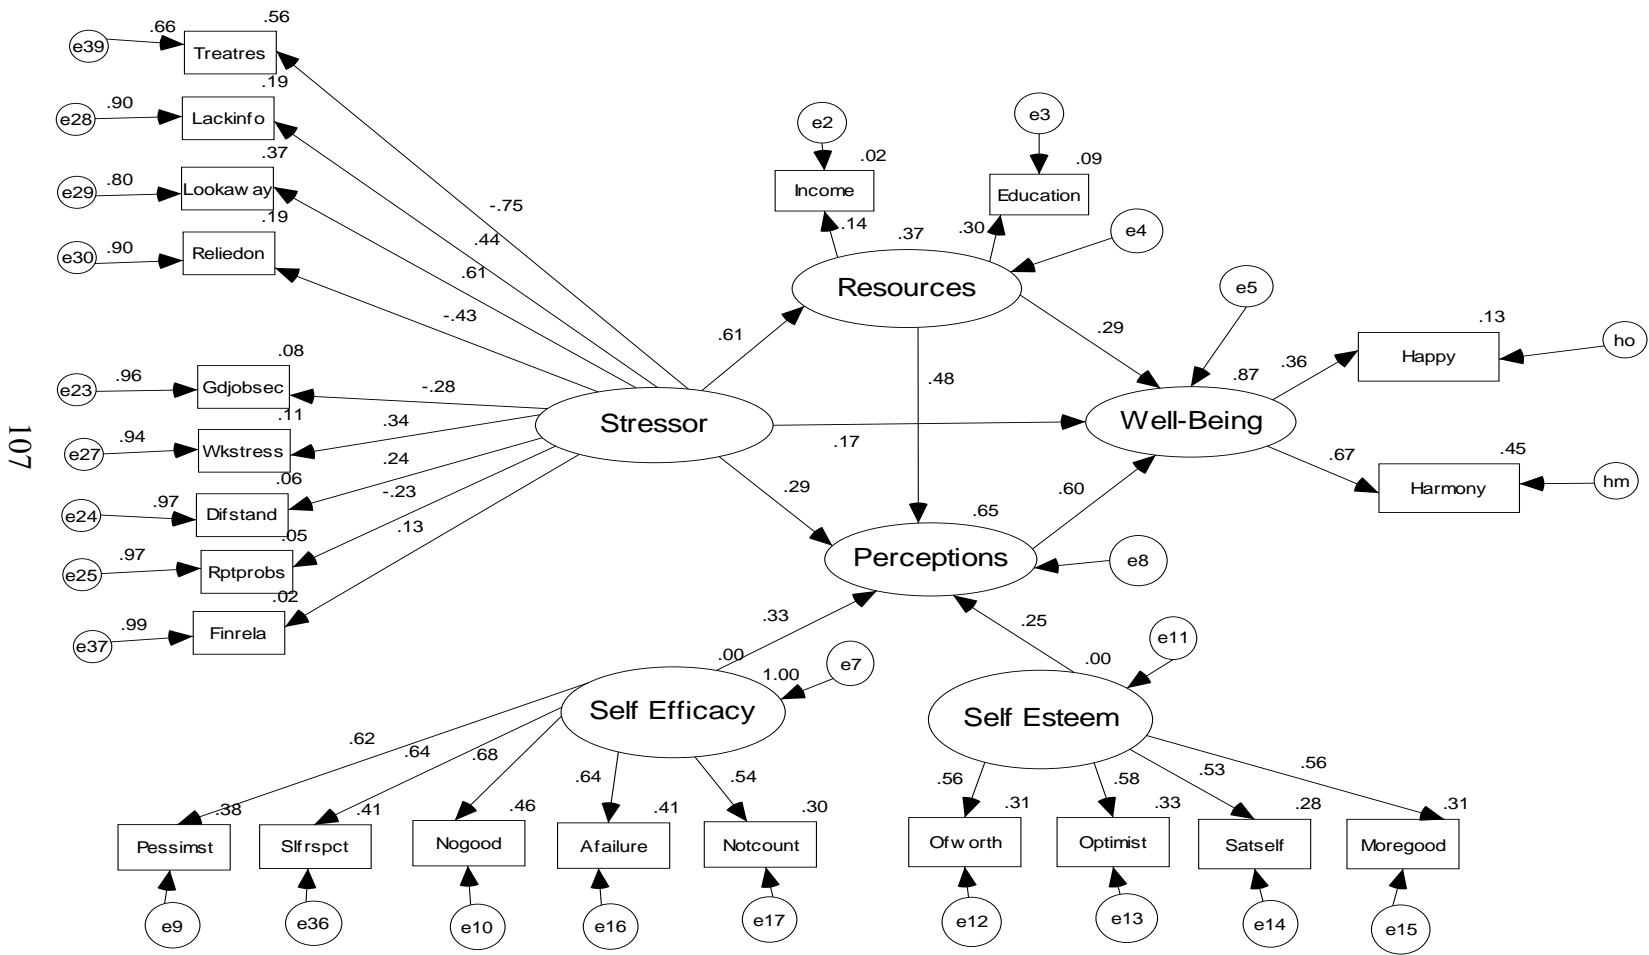 .56
e39
.66
Treatres
.19
e28
.90
Lackinfo
.37
e29
.80
Lookaw ay
.19
e30
.90
Reliedon
-.75
.44
.61
-.43
.08
e23
.96
Gdjobsec
-.28
.11
e27
.94
Wkstress
.34
.06
e24
.97
Difstand
.24
.05
e25
.97
Rptprobs
-.23
.02
e37
.99
Finrela
.13
107
Stressor
e2
e3
.02
.09
Income
Education
.14
.30
e4
.37
Resources
e5
.61
.29
.48
.17
.29
.87
Well-Being
.36
.13
Happy
ho
.67
.45
Harmony
hm
.60
.65
Perceptions
e8
.33
.25
.00
1.00
e7
Self Efficacy
.00
e11
Self Esteem
.62
.64
.68
.64
.54
.56
.58
.53
.56
.38
.41
.46
.41
.30
.31
.33
.28
.31
Pessimst
Slfrspct
Nogood
Afailure
Notcount
Ofw orth
Optimist
Satself
Moregood
e9
e36
e10
e16
e17
e12
e13
e14
e15